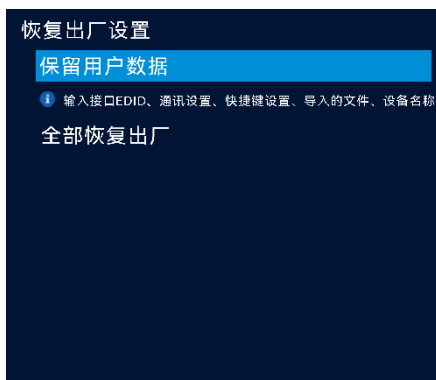 恢复出厂设置
保留用户数据
输入接口EDID、通讯设置、快捷键设置、导入的文件、设备名称
全部恢复出厂